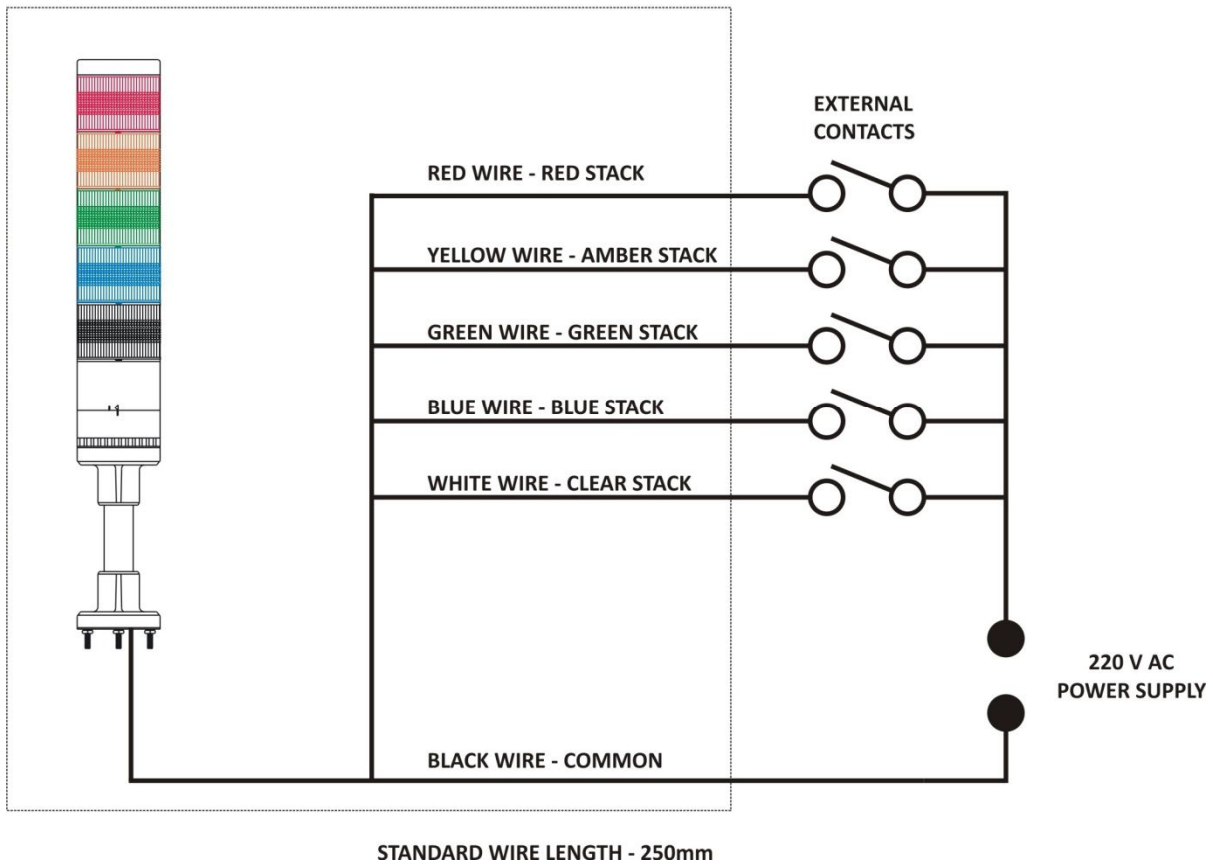 EXTERNAL
CONTACTS
RED WIRE - RED STACK
YELLOW WIRE - AMBER STACK
GREEN WIRE - GREEN STACK
BLUE WIRE - BLUE STACK
WHITE WIRE - CLEAR STACK
220 V AC
POWER SUPPLY
BLACK WIRE - COMMON
STANDARD WIRE LENGTH - 250mm